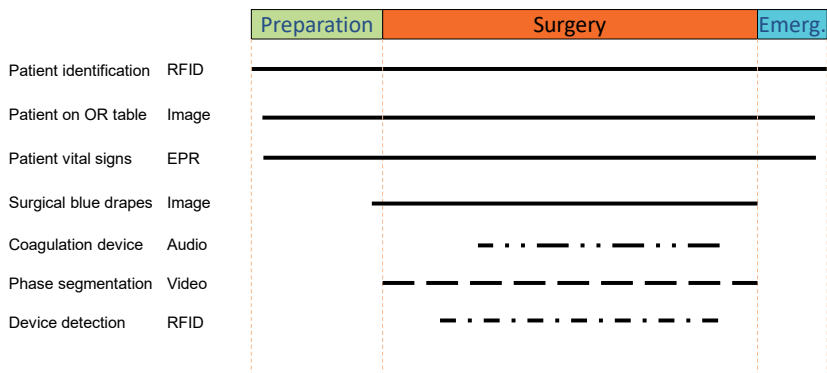 Preparation Surgery Emerg.
Patient identification RFID
Patient on OR table Image
Patient vital signs EPR
Surgical blue drapes Image
Coagulation device Audio
Phase segmentation Video
Device detection RFID